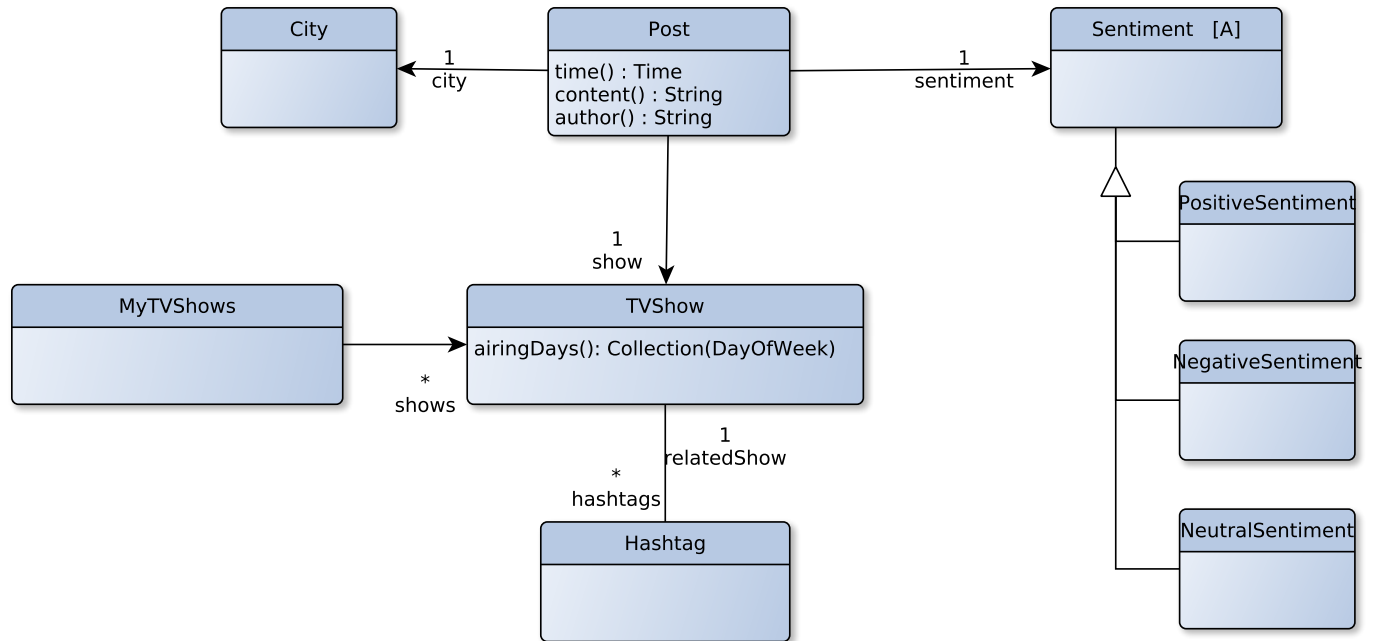 City
Post
Sentiment [A]
1
city
time() : Time
content() : String
author() : String
1
sentiment
PositiveSentiment
1
show
MyTVShows
TVShow
airingDays(): Collection(DayOfWeek)
NegativeSentiment
*
shows
1
relatedShow
*
hashtags
Hashtag
NeutralSentiment